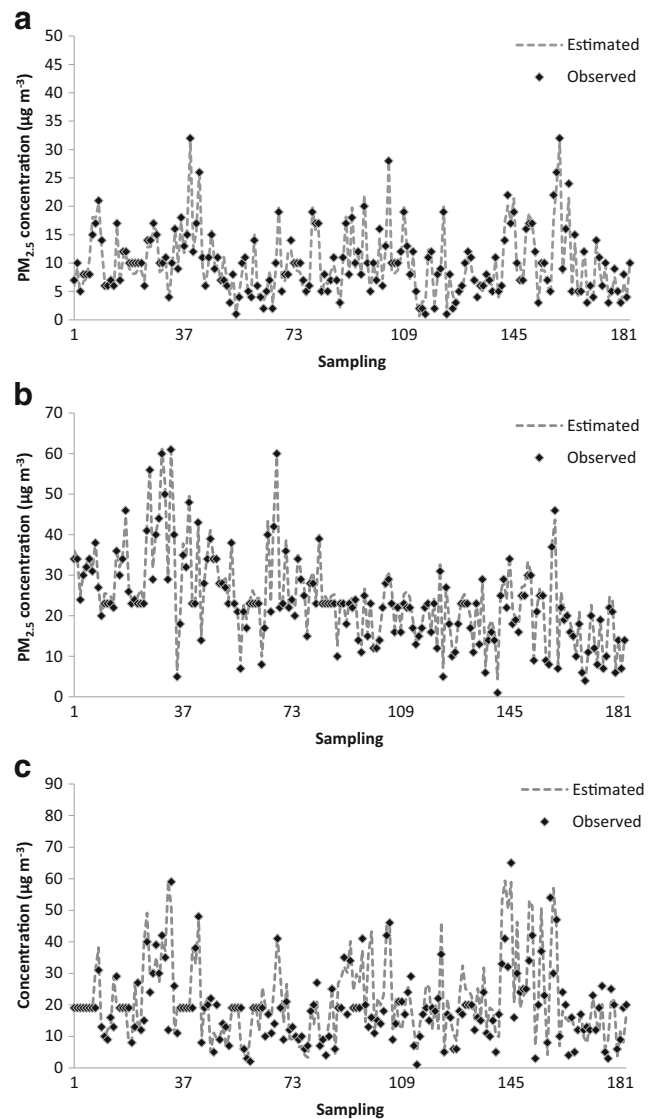 a
50
45
40
35
30
25
20
15
10
5
0
PM2.5 concentration (µg m-3)
Estimated
Observed
1 37 73 109 145 181
Sampling
b
70
60
50
40
30
20
10
0
PM2.5 concentration (µg m-3)
Estimated
Observed
1 37 73 109 145 181
Sampling
c
90
80
70
60
50
40
30
20
10
0
Concentration (µg m-3)
Estimated
Observed
1 37 73 109 145 181
Sampling